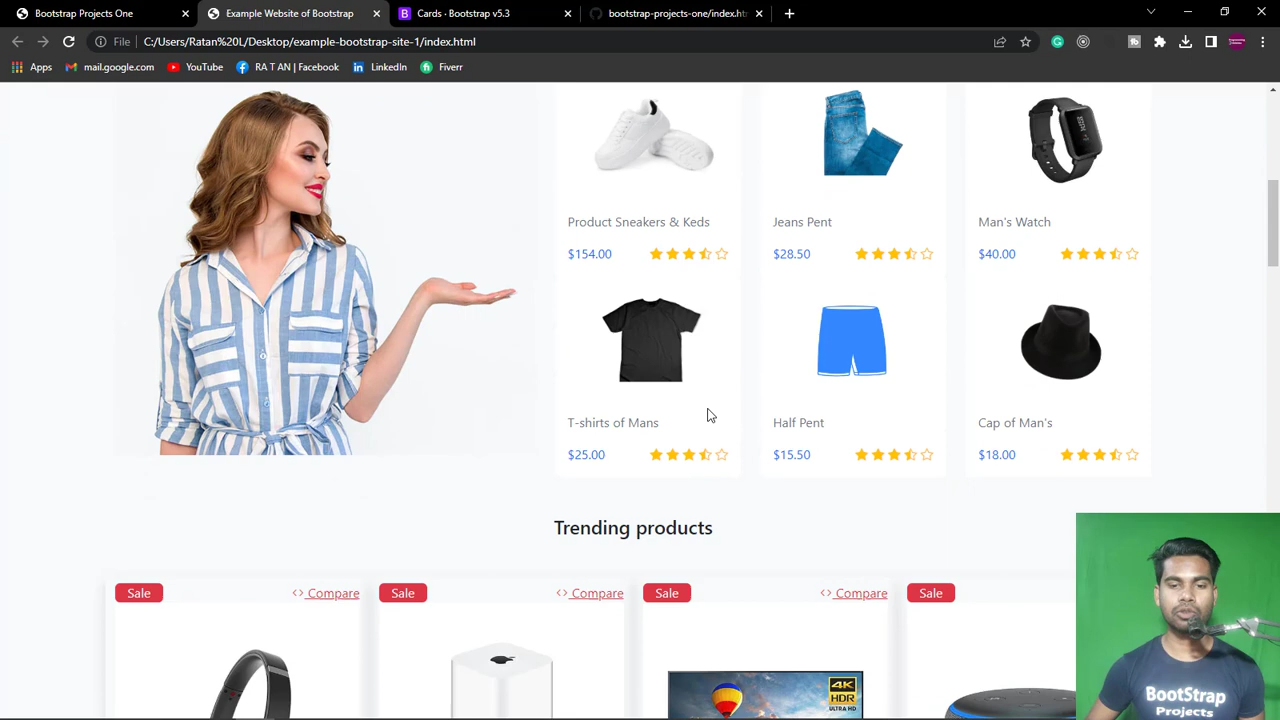 Bootstrap Projects One
Example Website of Bootstrap
B Cards · Bootstrap v5.3
bootstrap-projects-one/index.htm
File C:/Users/Ratan%20L/Desktop/example-bootstrap-site-1/index.html
Apps mail.google.com YouTube RA T AN | Facebook LinkedIn Fiverr
Product Sneakers & Keds Jeans Pent Man's Watch
$154.00 $28.50 $40.00
T-shirts of Mans Half Pent Cap of Man's
$25.00 $15.50 $18.00
Trending products
Sale <> Compare Sale <> Compare Sale <> Compare Sale
4K
HDR
ULTRA HD
BootStrap
Projects